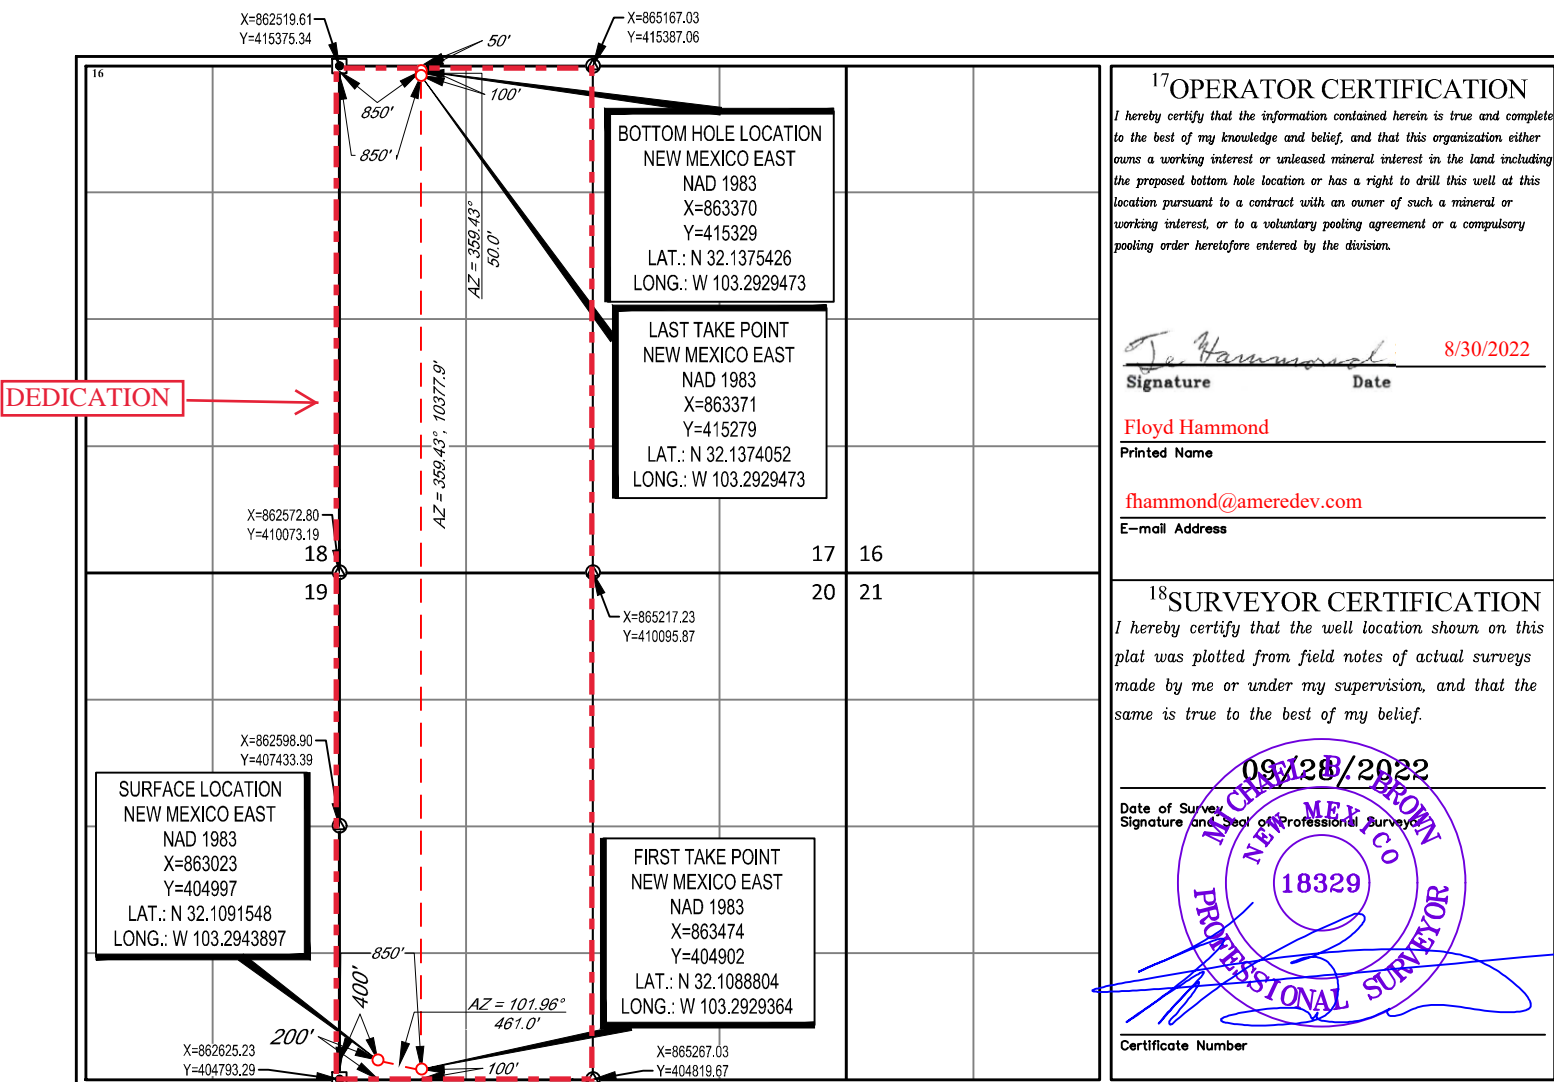 X=862519.61
Y=415375.34
50'
X=865167.03
Y=415387.06
16
850'
100'
850'
BOTTOM HOLE LOCATION
NEW MEXICO EAST
NAD 1983
X=863370
Y=415329
LAT.: N 32.1375426
LONG.: W 103.2929473
AZ = 359.43°
50.0'
LAST TAKE POINT
NEW MEXICO EAST
NAD 1983
X=863371
Y=415279
LAT.: N 32.1374052
LONG.: W 103.2929473
DEDICATION
AZ = 359.43°, 10377.9'
X=862572.80
Y=410073.19
18
17
16
19
20
21
X=865217.23
Y=410095.87
X=862598.90
Y=407433.39
SURFACE LOCATION
NEW MEXICO EAST
NAD 1983
X=863023
Y=404997
LAT.: N 32.1091548
LONG.: W 103.2943897
FIRST TAKE POINT
NEW MEXICO EAST
NAD 1983
X=863474
Y=404902
LAT.: N 32.1088804
LONG.: W 103.2929364
850'
400'
AZ = 101.96°
461.0'
200'
100'
X=862625.23
Y=404793.29
X=865267.03
Y=404819.67
17OPERATOR CERTIFICATION
I hereby certify that the information contained herein is true and complete
to the best of my knowledge and belief, and that this organization either
owns a working interest or unleased mineral interest in the land including
the proposed bottom hole location or has a right to drill this well at this
location pursuant to a contract with an owner of such a mineral or
working interest, or to a voluntary pooling agreement or a compulsory
pooling order heretofore entered by the division.
8/30/2022
Signature Date
Floyd Hammond
Printed Name
fhammond@ameredev.com
E-mail Address
18SURVEYOR CERTIFICATION
I hereby certify that the well location shown on this
plat was plotted from field notes of actual surveys
made by me or under my supervision, and that the
same is true to the best of my belief.
09/28/2022
Date of Survey
Signature and Seal of Professional Surveyor
MICHAEL B. BROWN
NEW MEXICO
18329
PROFESSIONAL SURVEYOR
Certificate Number